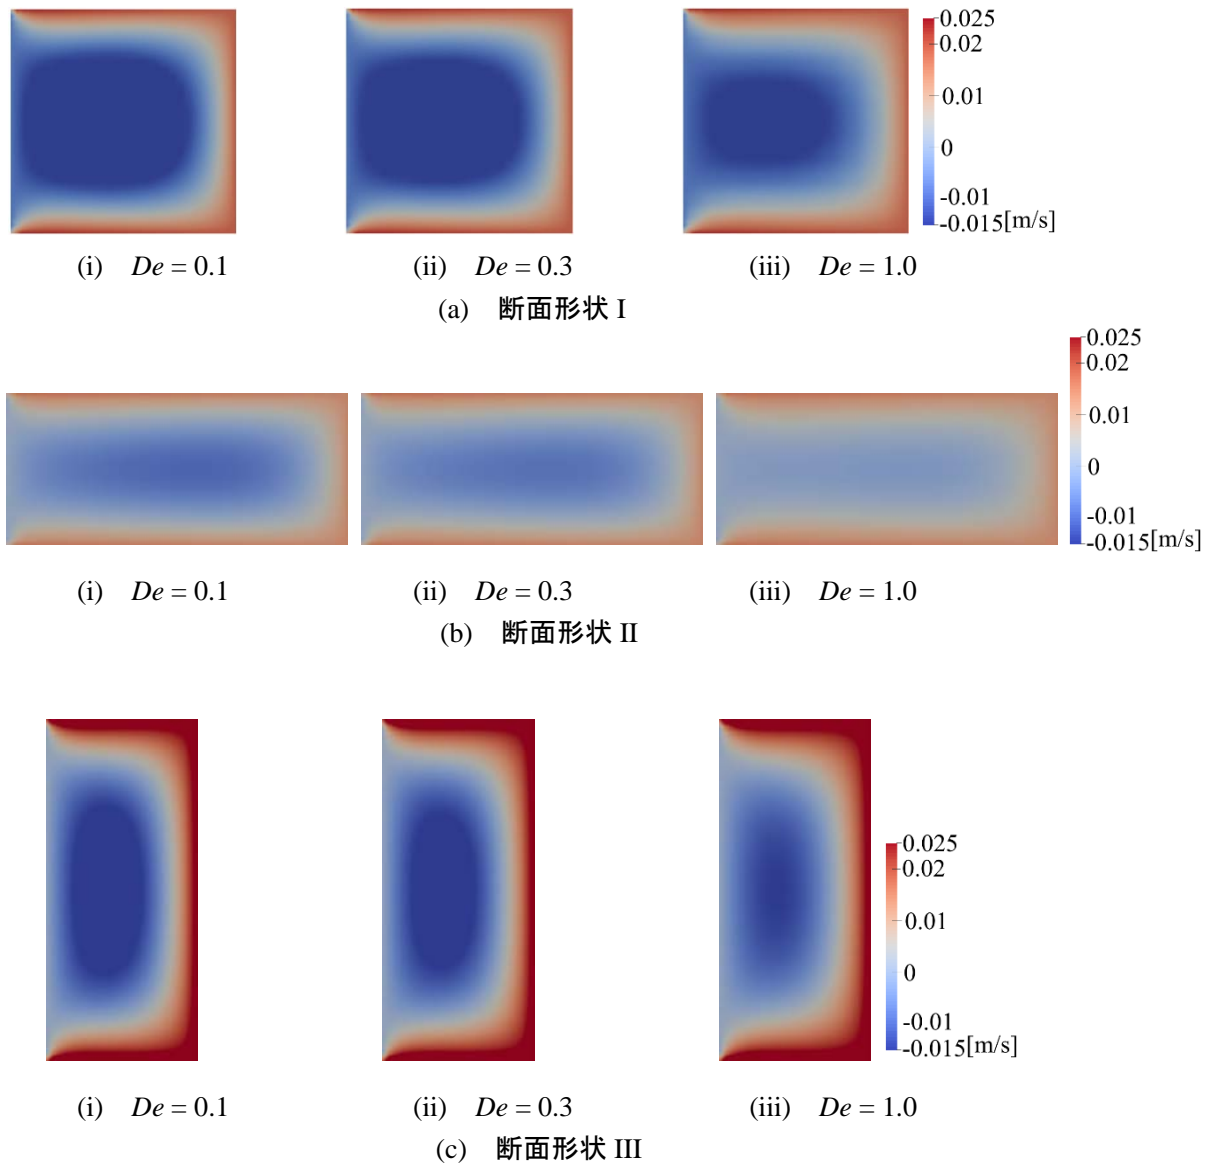 0.025
0.02
0.01
0
-0.01
-0.015[m/s]
(i) De = 0.1
(ii) De = 0.3
(iii) De = 1.0
(a) 断面形状 I
0.025
0.02
0.01
0
-0.01
-0.015[m/s]
(i) De = 0.1
(ii) De = 0.3
(iii) De = 1.0
(b) 断面形状 II
0.025
0.02
0.01
0
-0.01
-0.015[m/s]
(i) De = 0.1
(ii) De = 0.3
(iii) De = 1.0
(c) 断面形状 III